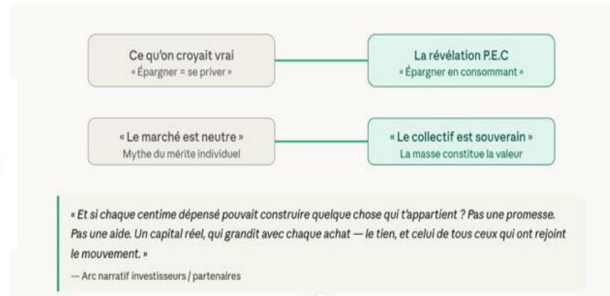 Ce qu'on croyait vrai
« Épargner = se priver »
La révélation P.E.C
« Épargner en consommant »
« Le marché est neutre »
Mythe du mérite individuel
« Le collectif est souverain »
La masse constitue la valeur
« Et si chaque centime dépensé pouvait construire quelque chose qui t'appartient ? Pas une promesse.
Pas une aide. Un capital réel, qui grandit avec chaque achat — le tien, et celui de tous ceux qui ont rejoint
le mouvement. »
— Arc narratif investisseurs / partenaires